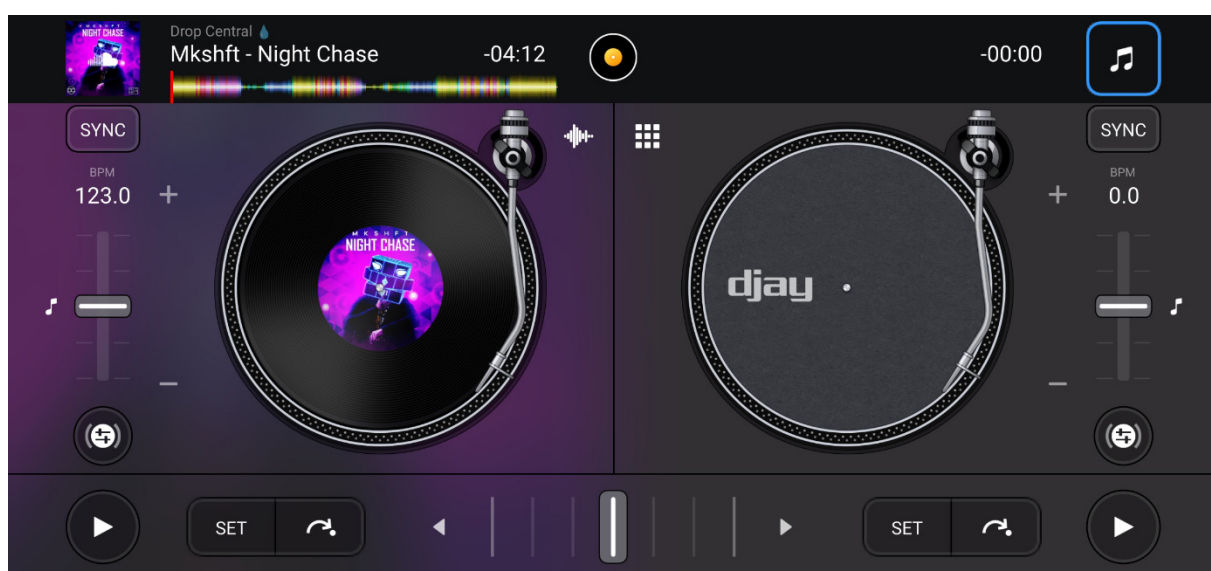 MKSHFT
NIGHT CHASE
Drop Central
Mkshft - Night Chase
-04:12
-00:00
SYNC
SYNC
BPM
123.0
BPM
0.0
MKSHFT
NIGHT CHASE
djay
SET
SET